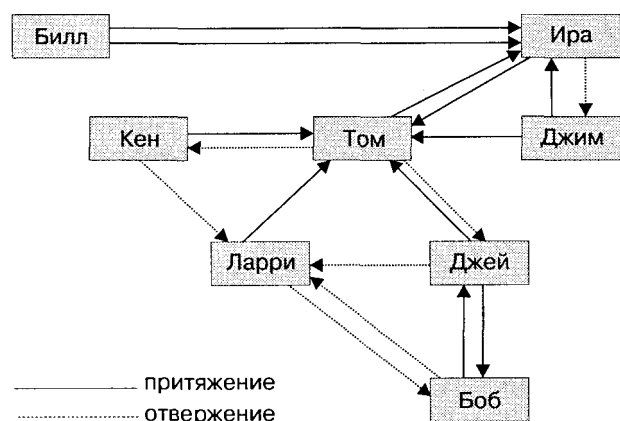 Билл
Ира
Кен
Том
Джим
Ларри
Джей
Боб
притяжение
отвержение